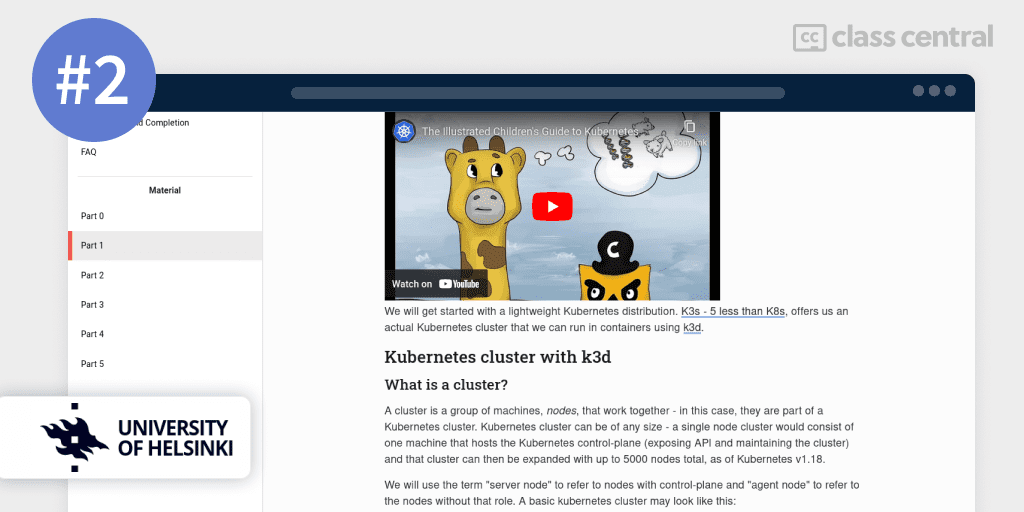 #2
cc class central
d Completion
FAQ
Material
Part 0
Part 1
Part 2
Part 3
Part 4
Part 5
UNIVERSITY
OF HELSINKI
The Illustrated Children's Guide to Kubernetes
Copy link
C
Watch on YouTube
We will get started with a lightweight Kubernetes distribution. K3s - 5 less than K8s, offers us an
actual Kubernetes cluster that we can run in containers using k3d.
Kubernetes cluster with k3d
What is a cluster?
A cluster is a group of machines, nodes, that work together - in this case, they are part of a
Kubernetes cluster. Kubernetes cluster can be of any size - a single node cluster would consist of
one machine that hosts the Kubernetes control-plane (exposing API and maintaining the cluster)
and that cluster can then be expanded with up to 5000 nodes total, as of Kubernetes v1.18.
We will use the term "server node" to refer to nodes with control-plane and "agent node" to refer to
the nodes without that role. A basic kubernetes cluster may look like this: